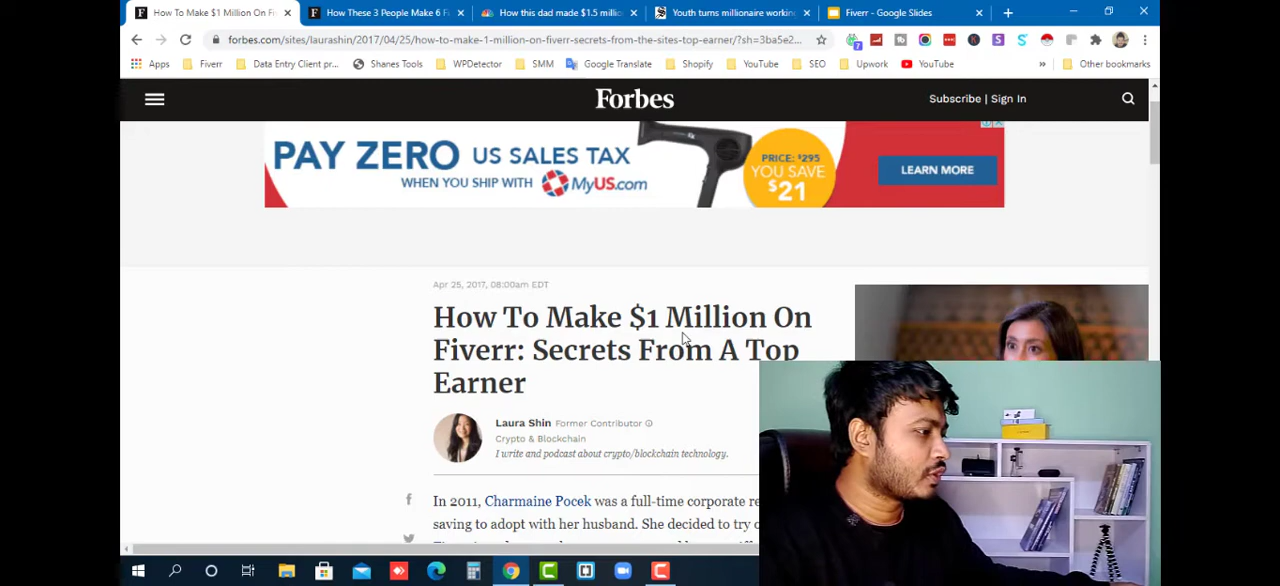 How To Make $1 Million On Fi
How These 3 People Make 6 Fi
How this dad made $1.5 million
Youth turns millionaire working
Fiverr - Google Slides
forbes.com/sites/laurashin/2017/04/25/how-to-make-1-million-on-fiverr-secrets-from-the-sites-top-earner/?sh=3ba5e2...
7
Apps
Fiverr
Data Entry Client pr...
Shanes Tools
WPDetector
SMM
Google Translate
Shopify
YouTube
SEO
Upwork
YouTube
»
Other bookmarks
Forbes
Subscribe | Sign In
PAY ZERO US SALES TAX
WHEN YOU SHIP WITH MyUS.com
PRICE: $295
YOU SAVE
$21
LEARN MORE
Apr 25, 2017, 08:00am EDT
How To Make $1 Million On
Fiverr: Secrets From A Top
Earner
Laura Shin Former Contributor
Crypto & Blockchain
I write and podcast about crypto/blockchain technology.
In 2011, Charmaine Pocek was a full-time corporate re
saving to adopt with her husband. She decided to try o